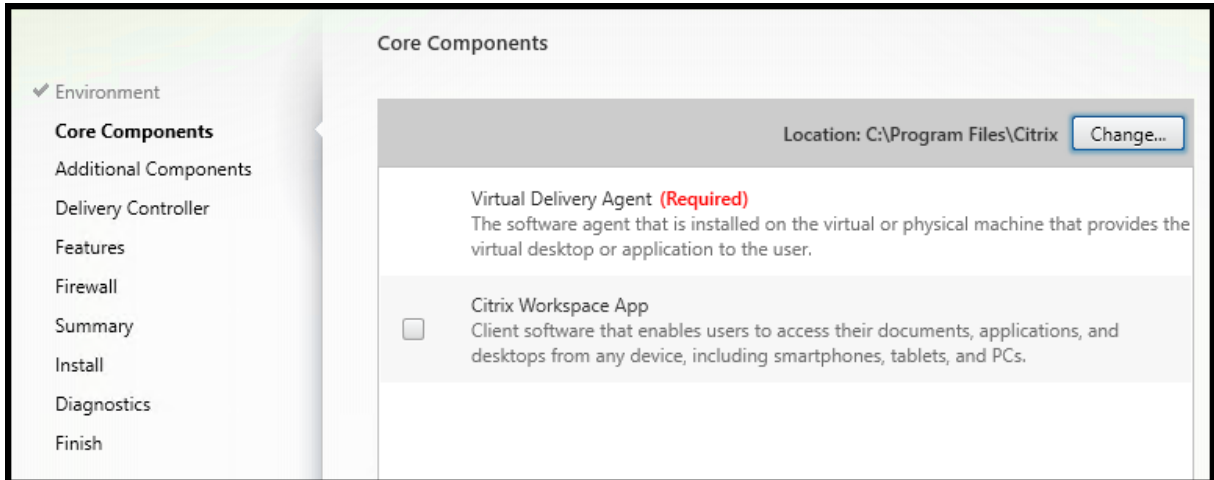 Core Components
Environment
Core Components
Additional Components
Delivery Controller
Features
Firewall
Summary
Install
Diagnostics
Finish
Location: C:\Program Files\Citrix Change...
Virtual Delivery Agent (Required)
The software agent that is installed on the virtual or physical machine that provides the
virtual desktop or application to the user.
Citrix Workspace App
Client software that enables users to access their documents, applications, and
desktops from any device, including smartphones, tablets, and PCs.